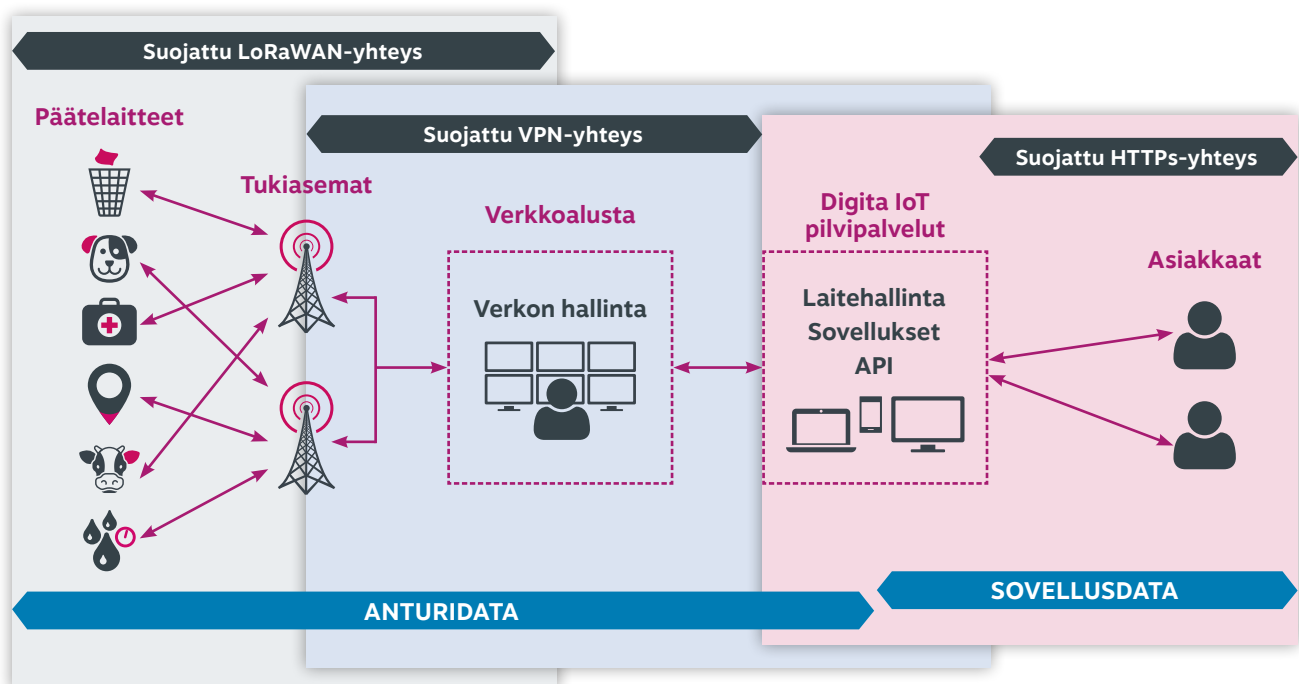 Suojattu LoRaWAN-yhteys
Päätelaitteet
Suojattu VPN-yhteys
Suojattu HTTPs-yhteys
Tukiasemat
Verkkoalusta
Digita IoT
pilvipalvelut
Asiakkaat
Verkon hallinta
Laitehallinta
Sovellukset
API
ANTURIDATA
SOVELLUSDATA